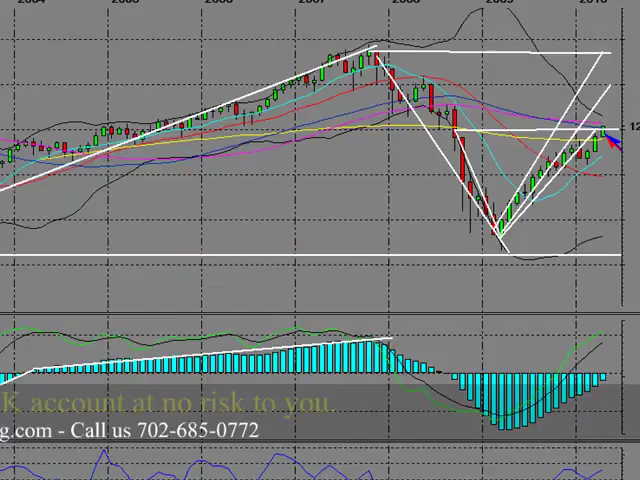 2004 2005 2006 2007 2008 2009 2010
12
K account at no risk to you.
g.com - Call us 702-685-0772